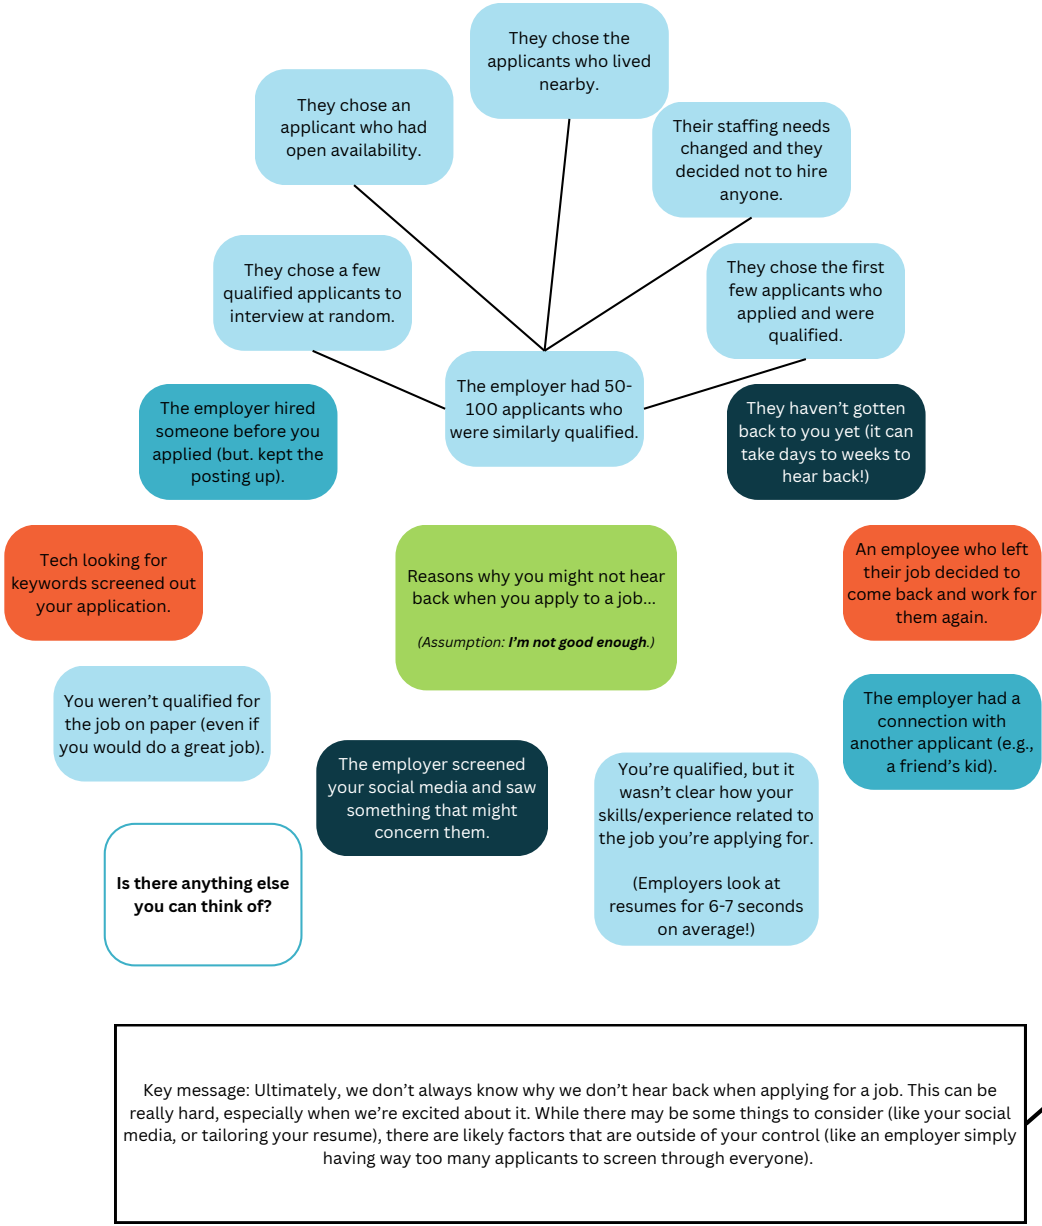 They chose the
applicants who lived
nearby.
They chose an
applicant who had
open availability.
Their staffing needs
changed and they
decided not to hire
anyone.
They chose a few
qualified applicants to
interview at random.
They chose the first
few applicants who
applied and were
qualified.
The employer had 50-
100 applicants who
were similarly qualified.
The employer hired
someone before you
applied (but. kept the
posting up).
They haven’t gotten
back to you yet (it can
take days to weeks to
hear back!)
Tech looking for
keywords screened out
your application.
Reasons why you might not hear
back when you apply to a job...
(Assumption: I’m not good enough.)
An employee who left
their job decided to
come back and work for
them again.
You weren’t qualified for
the job on paper (even if
you would do a great job).
The employer had a
connection with
another applicant (e.g.,
a friend’s kid).
The employer screened
your social media and saw
something that might
concern them.
You’re qualified, but it
wasn’t clear how your
skills/experience related to
the job you’re applying for.
(Employers look at
resumes for 6-7 seconds
on average!)
Is there anything else
you can think of?
Key message: Ultimately, we don’t always know why we don’t hear back when applying for a job. This can be
really hard, especially when we’re excited about it. While there may be some things to consider (like your social
media, or tailoring your resume), there are likely factors that are outside of your control (like an employer simply
having way too many applicants to screen through everyone).